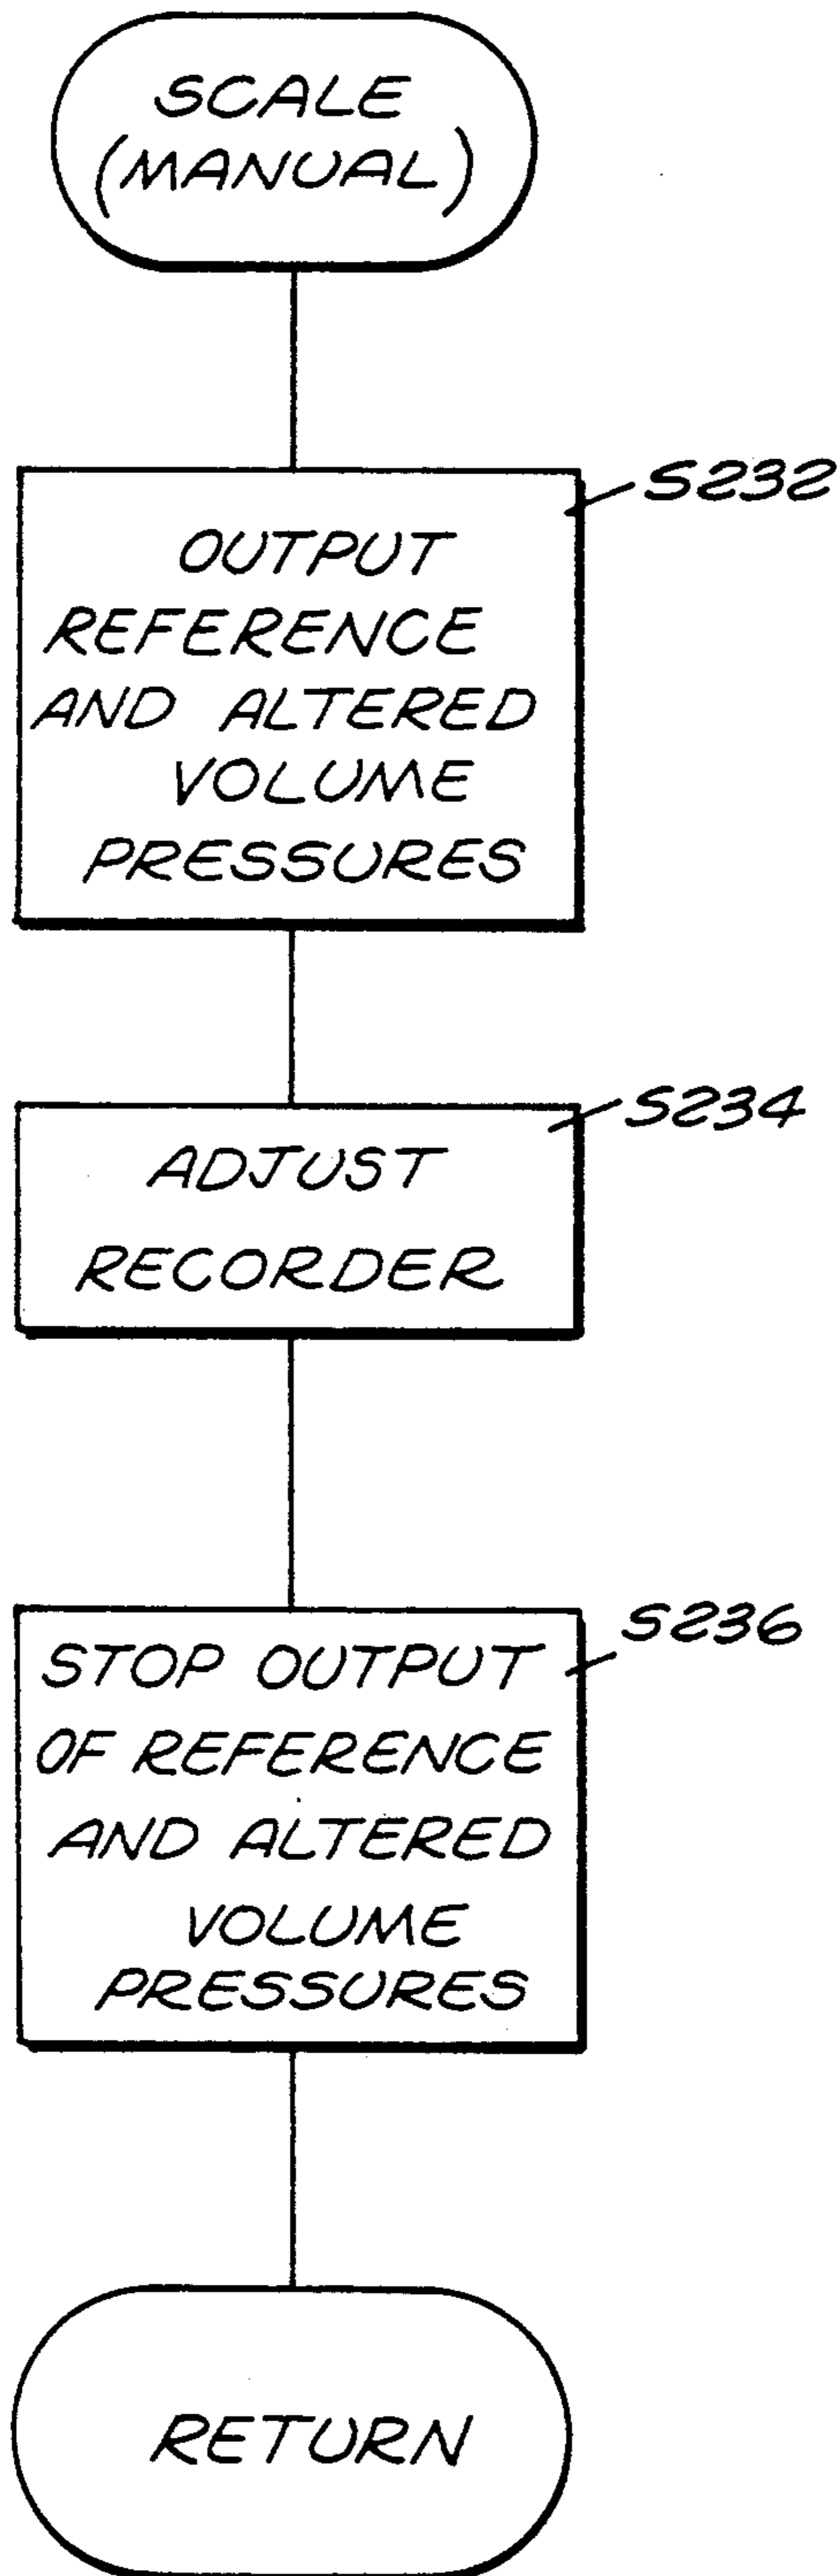 SCALE
(MANUAL)
S232
OUTPUT
REFERENCE
AND ALTERED
VOLUME
PRESSURES
S234
ADJUST
RECORDER
S236
STOP OUTPUT
OF REFERENCE
AND ALTERED
VOLUME
PRESSURES
RETURN